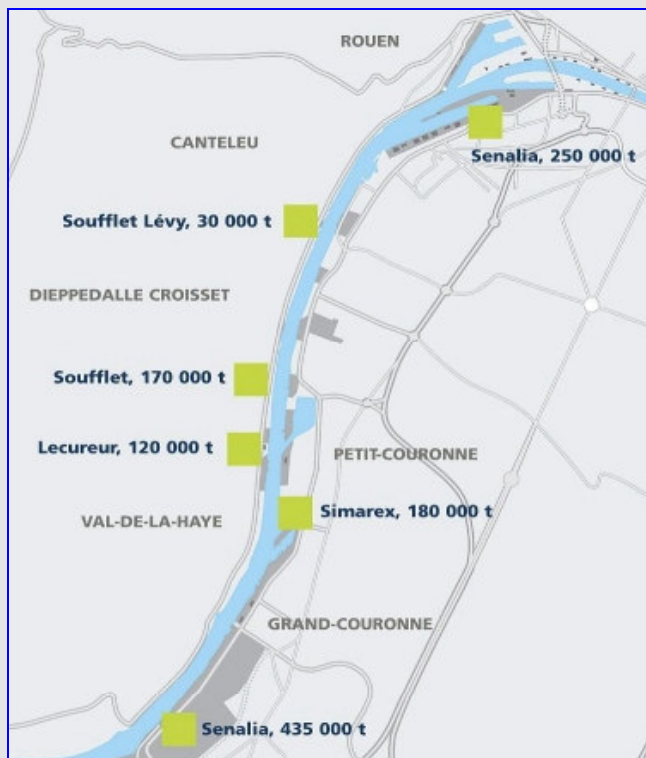 ROUEN
CANTELEU
Senalia, 250 000 t
Soufflet Lévy, 30 000 t
DIEPPEDALLE CROISSET
Soufflet, 170 000 t
Lecureur, 120 000 t
PETIT-COURONNE
Simarex, 180 000 t
VAL-DE-LA-HAYE
GRAND-COURONNE
Senalia, 435 000 t